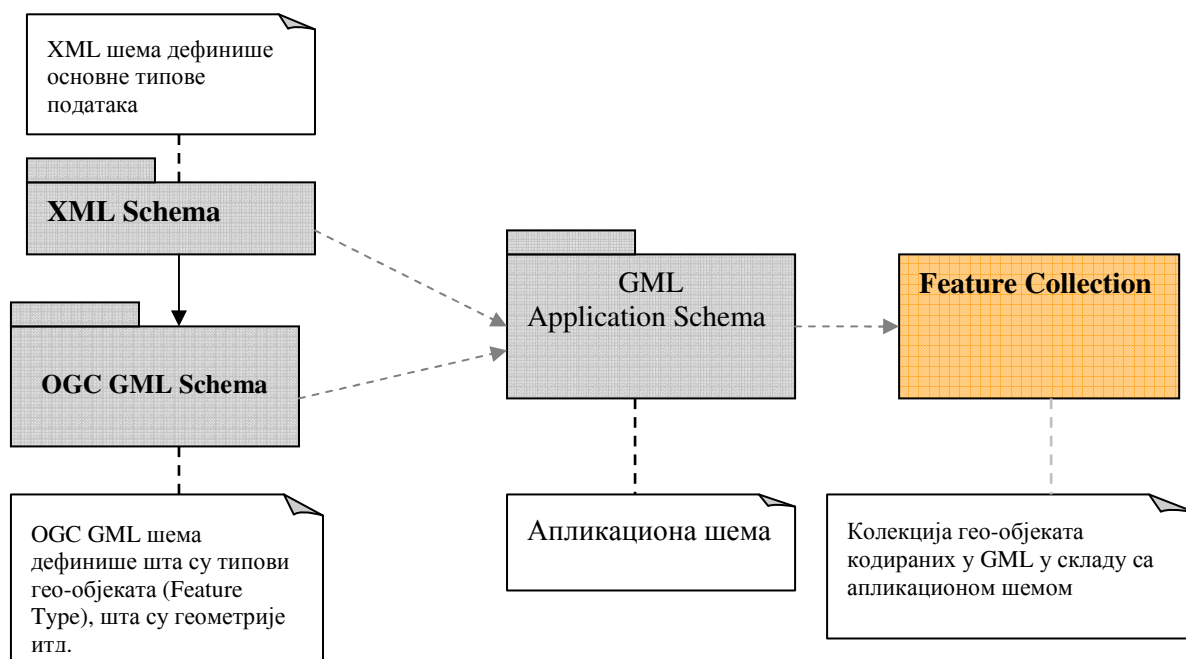 XML шема дефинише
основне типове
података
XML Schema
OGC GML Schema
OGC GML шема
дефинише шта су типови
гео-објеката (Feature
Type), шта су геометрије
итд.
GML
Application Schema
Апликациона шема
Feature Collection
Колекција гео-објеката
кодираних у GML у складу са
апликационом шемом